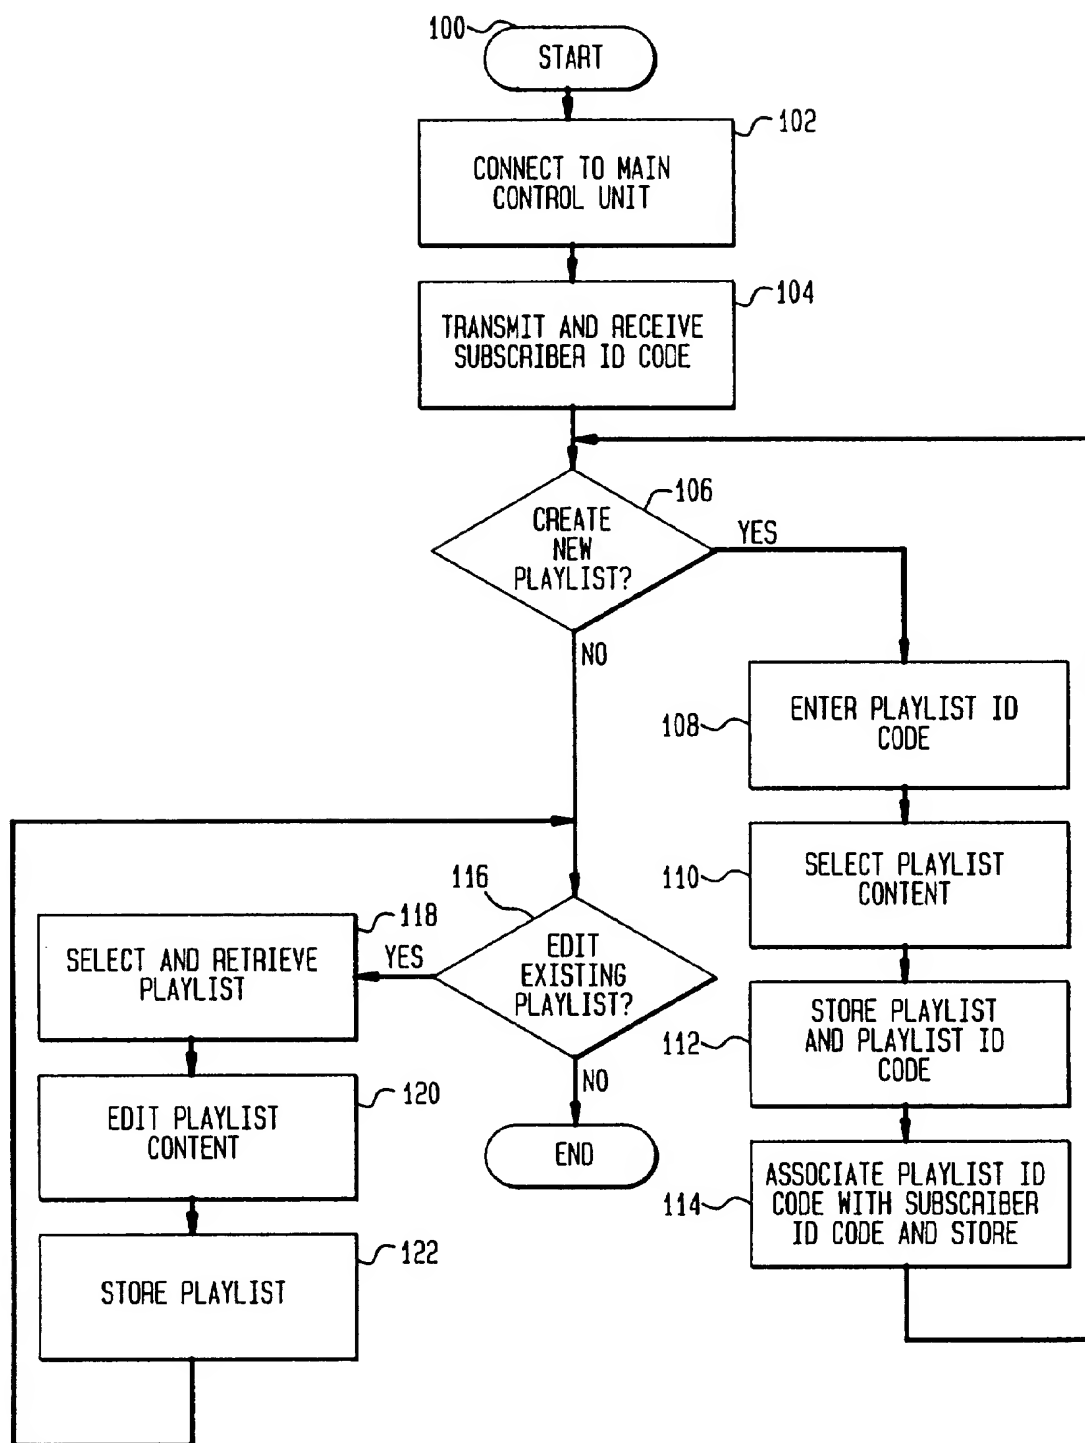 100
START
102
CONNECT TO MAIN
CONTROL UNIT
104
TRANSMIT AND RECEIVE
SUBSCRIBER ID CODE
106
CREATE
NEW
PLAYLIST?
YES
NO
108
ENTER PLAYLIST ID
CODE
110
SELECT PLAYLIST
CONTENT
112
STORE PLAYLIST
AND PLAYLIST ID
CODE
114
ASSOCIATE PLAYLIST ID
CODE WITH SUBSCRIBER
ID CODE AND STORE
116
EDIT
EXISTING
PLAYLIST?
YES
NO
118
SELECT AND RETRIEVE
PLAYLIST
120
EDIT PLAYLIST
CONTENT
122
STORE PLAYLIST
END